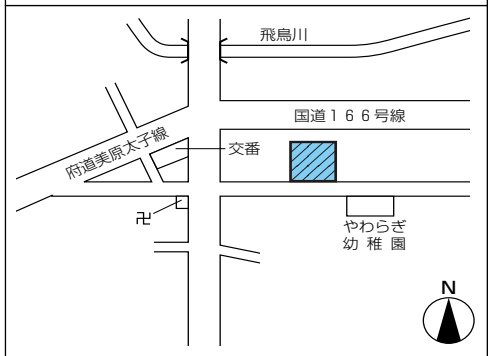 飛鳥川
国道166号線
府道美原太子線
交番
卍
やわらぎ
幼稚園
N